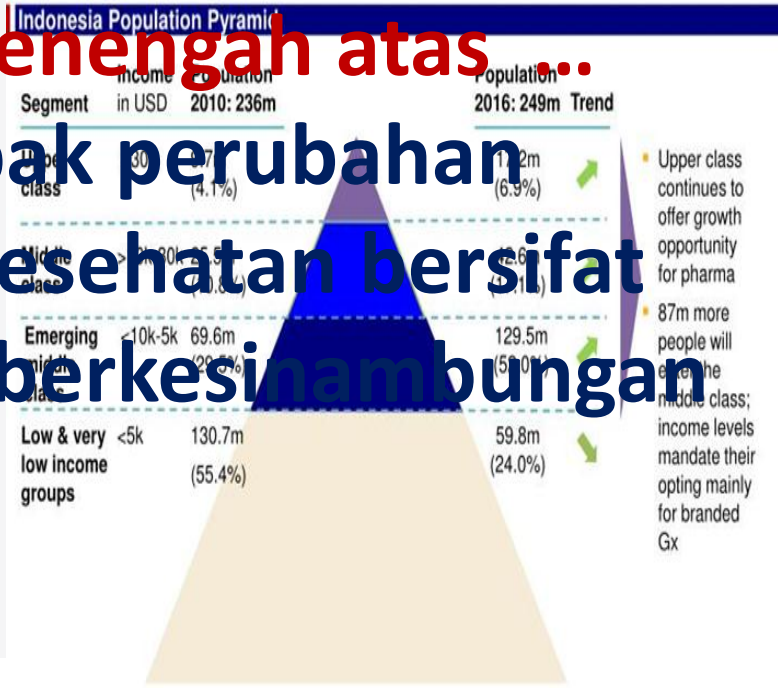 Indonesia Population Pyramid
enengah atas ...
Income Population Population
Segment in USD 2010: 236m 2016: 249m Trend
pak perubahan
class (4.1%) (6.9%)
esehatan bersifat
Emerging <10k-5k 69.6m 129.5m
berkesinambungan
Low & very <5k 130.7m 59.8m
low income (55.4%) (24.0%)
groups
Upper class
continues to
offer growth
opportunity
for pharma
87m more
people will
the
middle class;
income levels
mandate their
opting mainly
for branded
Gx